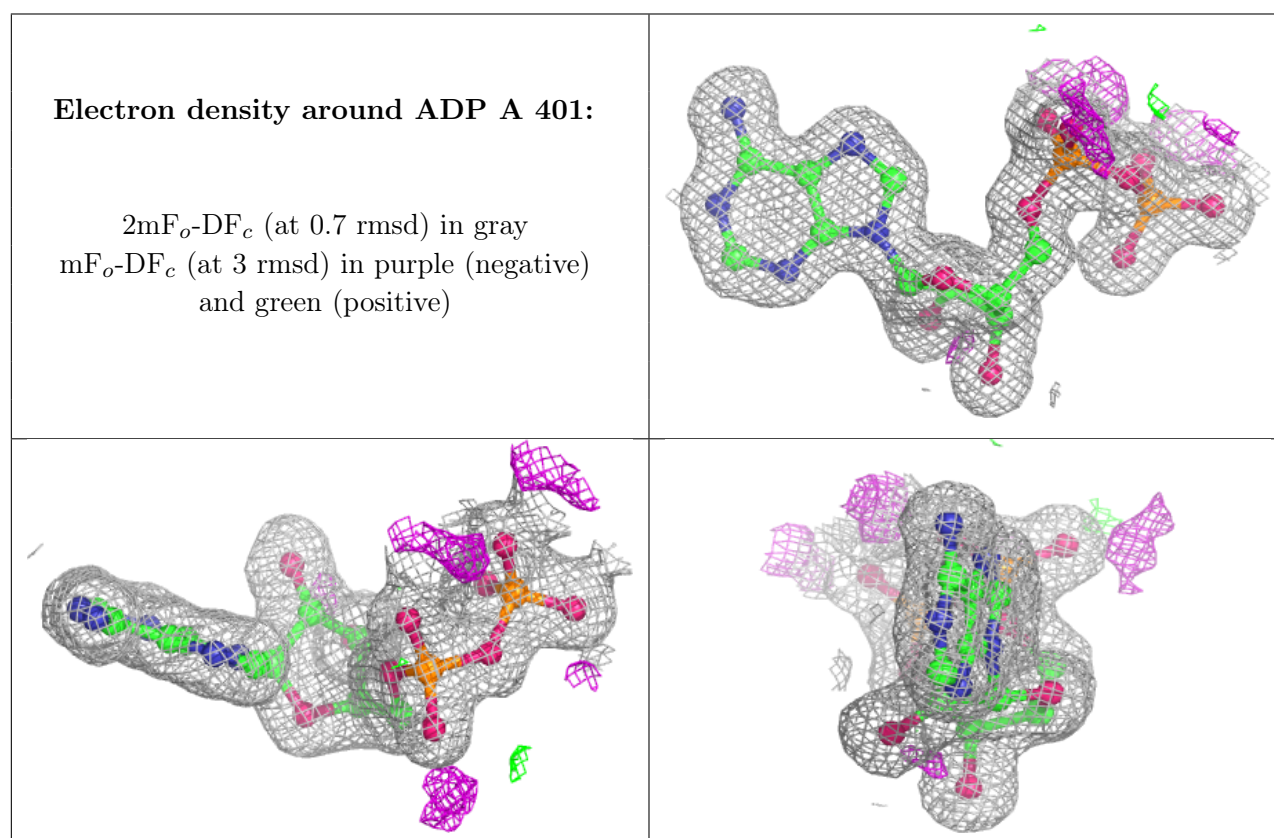 Electron density around ADP A 401:
2mFo-DFc (at 0.7 rmsd) in gray
mFo-DFc (at 3 rmsd) in purple (negative)
and green (positive)